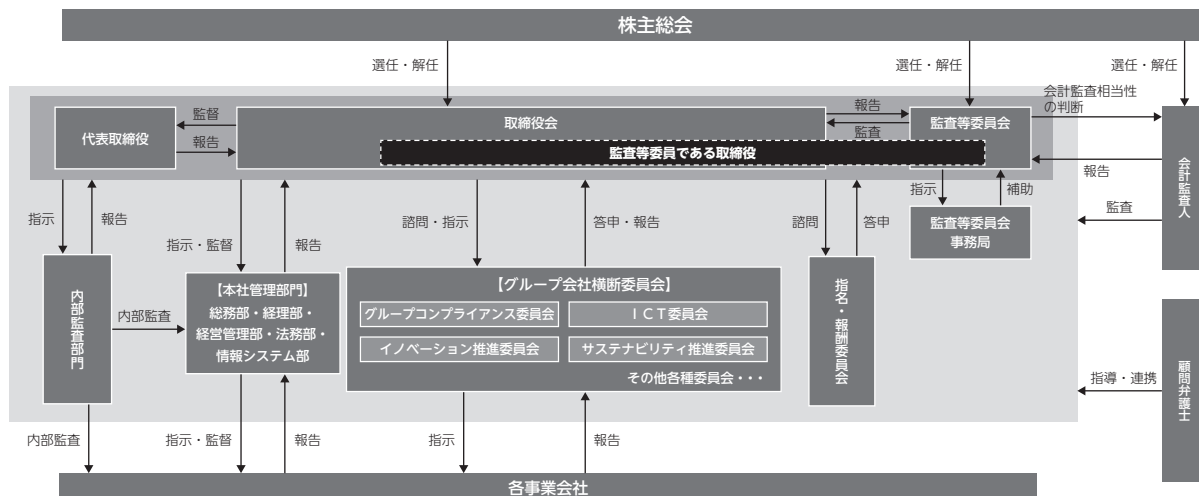 株主総会
選任・解任
選任・解任
選任・解任
代表取締役
監督
報告
取締役会
報告
監査
監査等委員会
監査等委員である取締役
会計監査相当性
の判断
報告
監査
会計監査人
指示
報告
指示・監督
報告
諮問・指示
答申・報告
諮問
答申
指示
補助
監査等委員会
事務局
内部監査部門
内部監査
【本社管理部門】
総務部・経理部・
経営管理部・法務部・
情報システム部
【グループ会社横断委員会】
グループコンプライアンス委員会
ＩＣＴ委員会
イノベーション推進委員会
サステナビリティ推進委員会
その他各種委員会・・・
指名・報酬委員会
指導・連携
顧問弁護士
内部監査
指示・監督
報告
指示
報告
各事業会社